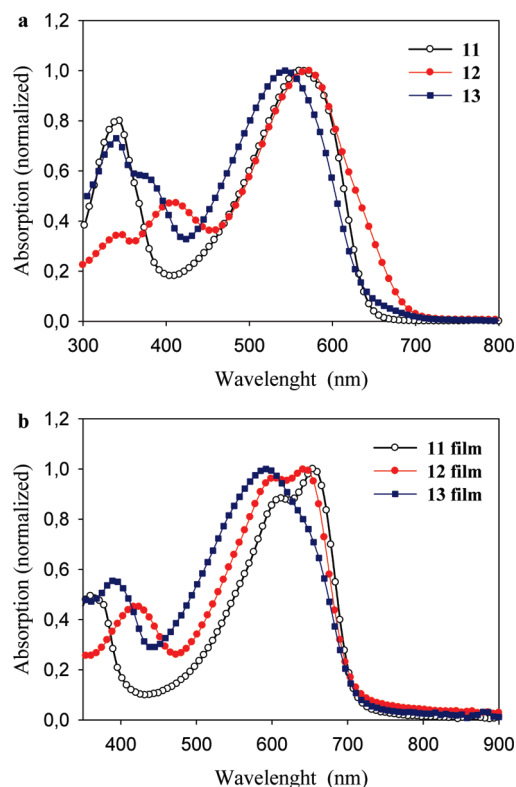 a
11
12
13
1,2
1,0
0,8
0,6
0,4
0,2
0,0
Absorption (normalized)
300 400 500 600 700 800
Wavelenght (nm)
b
11 film
12 film
13 film
1,2
1,0
0,8
0,6
0,4
0,2
0,0
Absorption (normalized)
400 500 600 700 800 900
Wavelenght (nm)